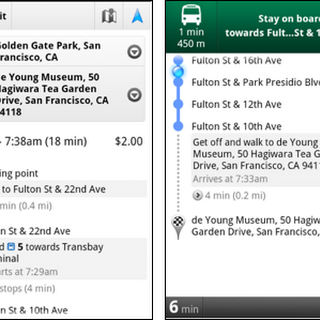 it
olden Gate Park, San
rancisco, CA
e Young Museum, 50
agiwara Tea Garden
rive, San Francisco, CA
4118
- 7:38am (18 min)
$2.00
ing point
to Fulton St & 22nd Ave
min (0.4 mi)
n St & 22nd Ave
d 5 towards Transbay
minal
arts at 7:29am
stops (4 min)
n St & 10th Ave
1 min
450 m
Stay on boar
towards Fult...St & 1
Fulton St & 16th Ave
Fulton St & Park Presidio Blv
Fulton St & 12th Ave
Fulton St & 10th Ave
Get off and walk to de Young
Museum, 50 Hagiwara Tea G
Drive, San Francisco, CA 941
Arrives at 7:33am
4 min (0.2 mi)
de Young Museum, 50 Hagiw
Garden Drive, San Francisco,
6 min